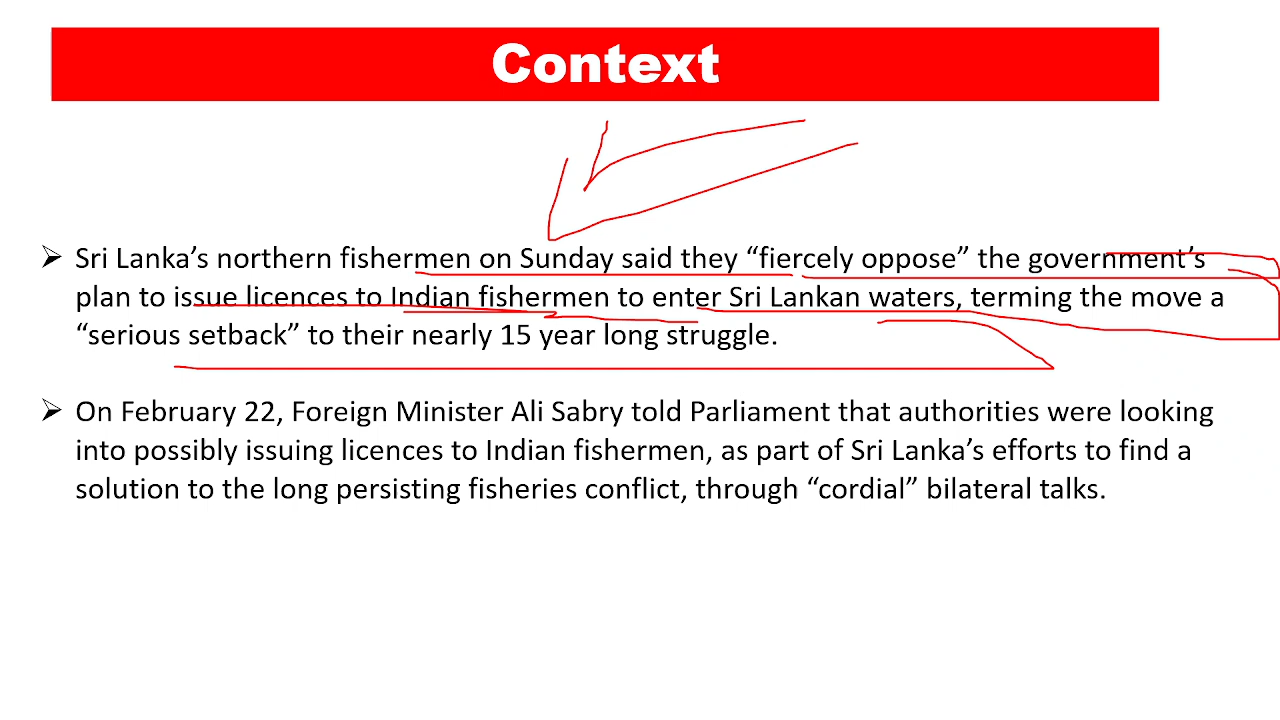 Context
➢ Sri Lanka’s northern fishermen on Sunday said they “fiercely oppose” the government’s
plan to issue licences to Indian fishermen to enter Sri Lankan waters, terming the move a
“serious setback” to their nearly 15 year long struggle.
➢ On February 22, Foreign Minister Ali Sabry told Parliament that authorities were looking
into possibly issuing licences to Indian fishermen, as part of Sri Lanka’s efforts to find a
solution to the long persisting fisheries conflict, through “cordial” bilateral talks.